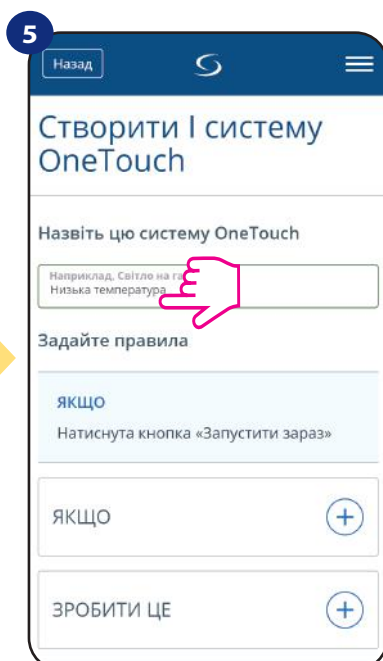 5
Назад
Створити І систему
OneTouch
Назвіть цю систему OneTouch
Наприклад, Світло на
Низька температура
Задайте правила
ЯКЩО
Натиснута кнопка «Запустити зараз»
ЯКЩО
ЗРОБИТИ ЦЕ